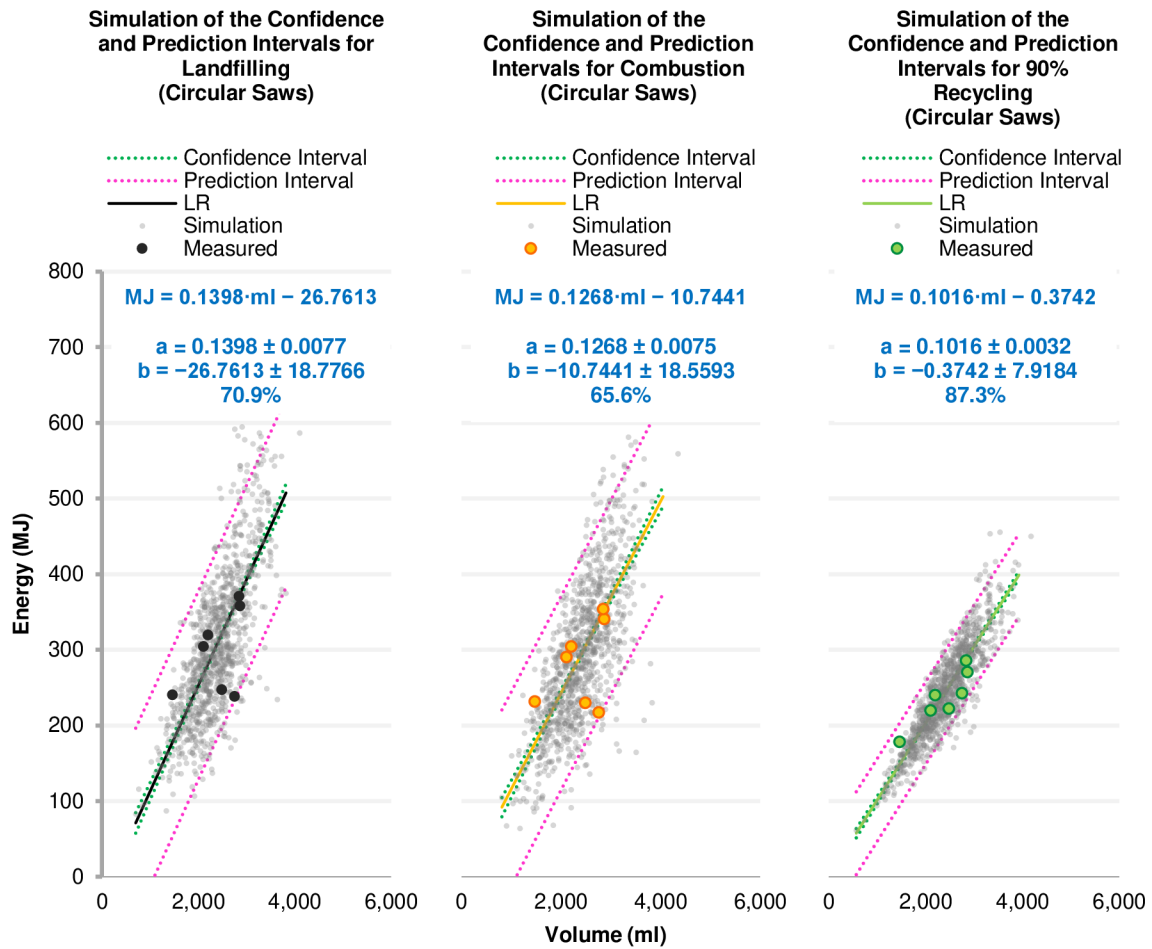 Simulation of the Confidence
and Prediction Intervals for
Landfilling
(Circular Saws)
Confidence Interval
Prediction Interval
LR
Simulation
Measured
MJ = 0.1398·ml − 26.7613
a = 0.1398 ± 0.0077
b = −26.7613 ± 18.7766
70.9%
Simulation of the
Confidence and Prediction
Intervals for Combustion
(Circular Saws)
Confidence Interval
Prediction Interval
LR
Simulation
Measured
MJ = 0.1268·ml − 10.7441
a = 0.1268 ± 0.0075
b = −10.7441 ± 18.5593
65.6%
Simulation of the
Confidence and Prediction
Intervals for 90%
Recycling
(Circular Saws)
Confidence Interval
Prediction Interval
LR
Simulation
Measured
MJ = 0.1016·ml − 0.3742
a = 0.1016 ± 0.0032
b = −0.3742 ± 7.9184
87.3%
Energy (MJ)
800
700
600
500
400
300
200
100
0
0 2,000 4,000 6,000
0 2,000 4,000 6,000
0 2,000 4,000 6,000
Volume (ml)